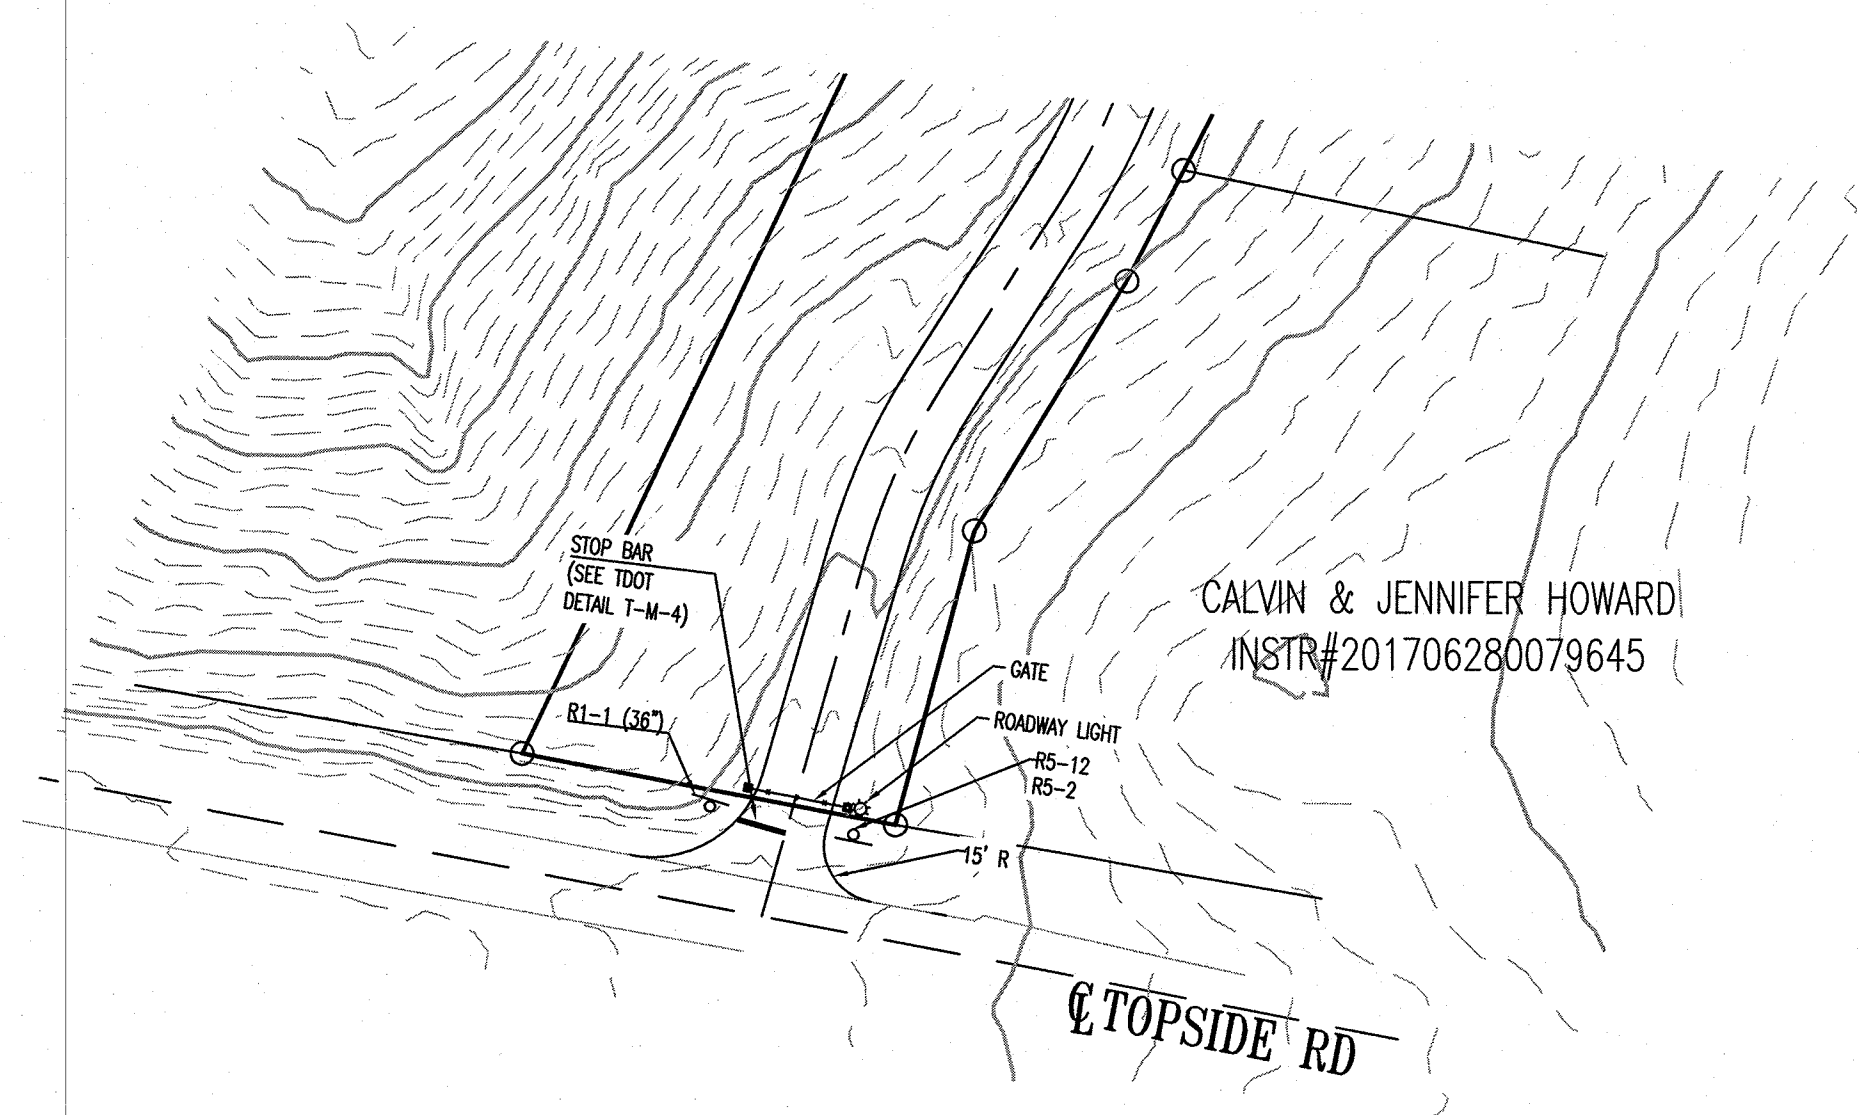 STOP BAR
(SEE TDOT
DETAIL T-M-4)
CALVIN & JENNIFER HOWARD
INSTR#201706280079645
GATE
R1-1 (36")
ROADWAY LIGHT
R5-12
R5-2
15' R
℄ TOPSIDE RD